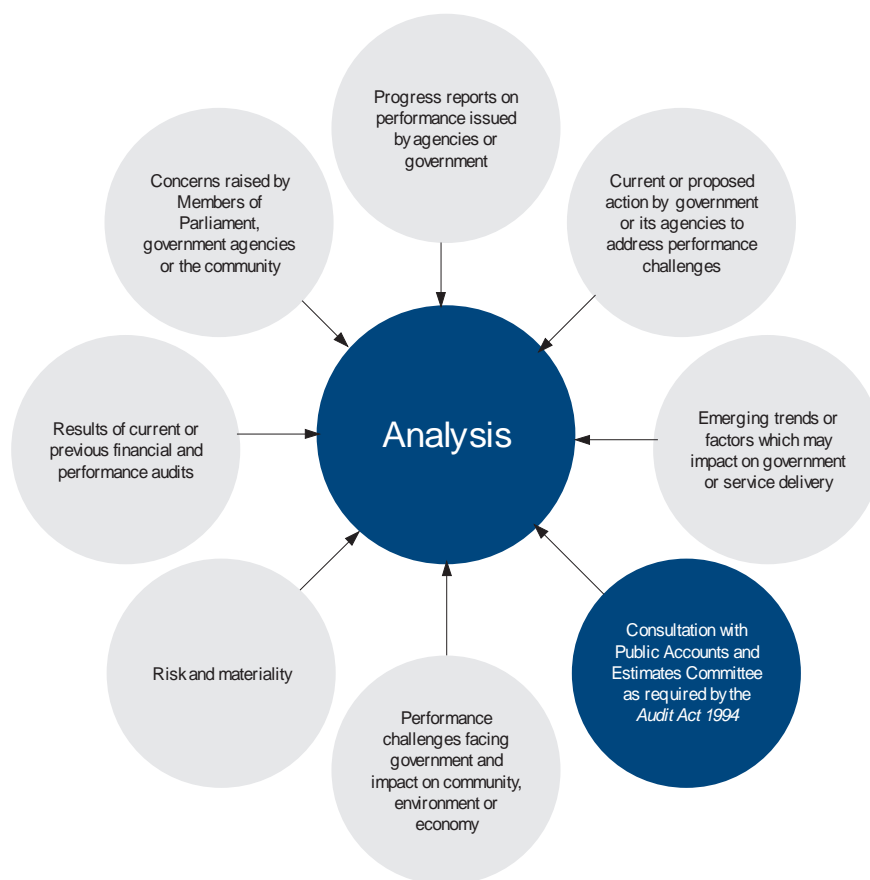 Progress reports on
performance issued
by agencies or
government
Concerns raised by
Members of
Parliament,
government agencies
or the community
Current or proposed
action by government
or its agencies to
address performance
challenges
Results of current or
previous financial and
performance audits
Analysis
Emerging trends or
factors which may
impact on government
or service delivery
Risk and materiality
Performance
challenges facing
government and
impact on community,
environment or
economy
Consultation with
Public Accounts and
Estimates Committee
as required by the
Audit Act 1994